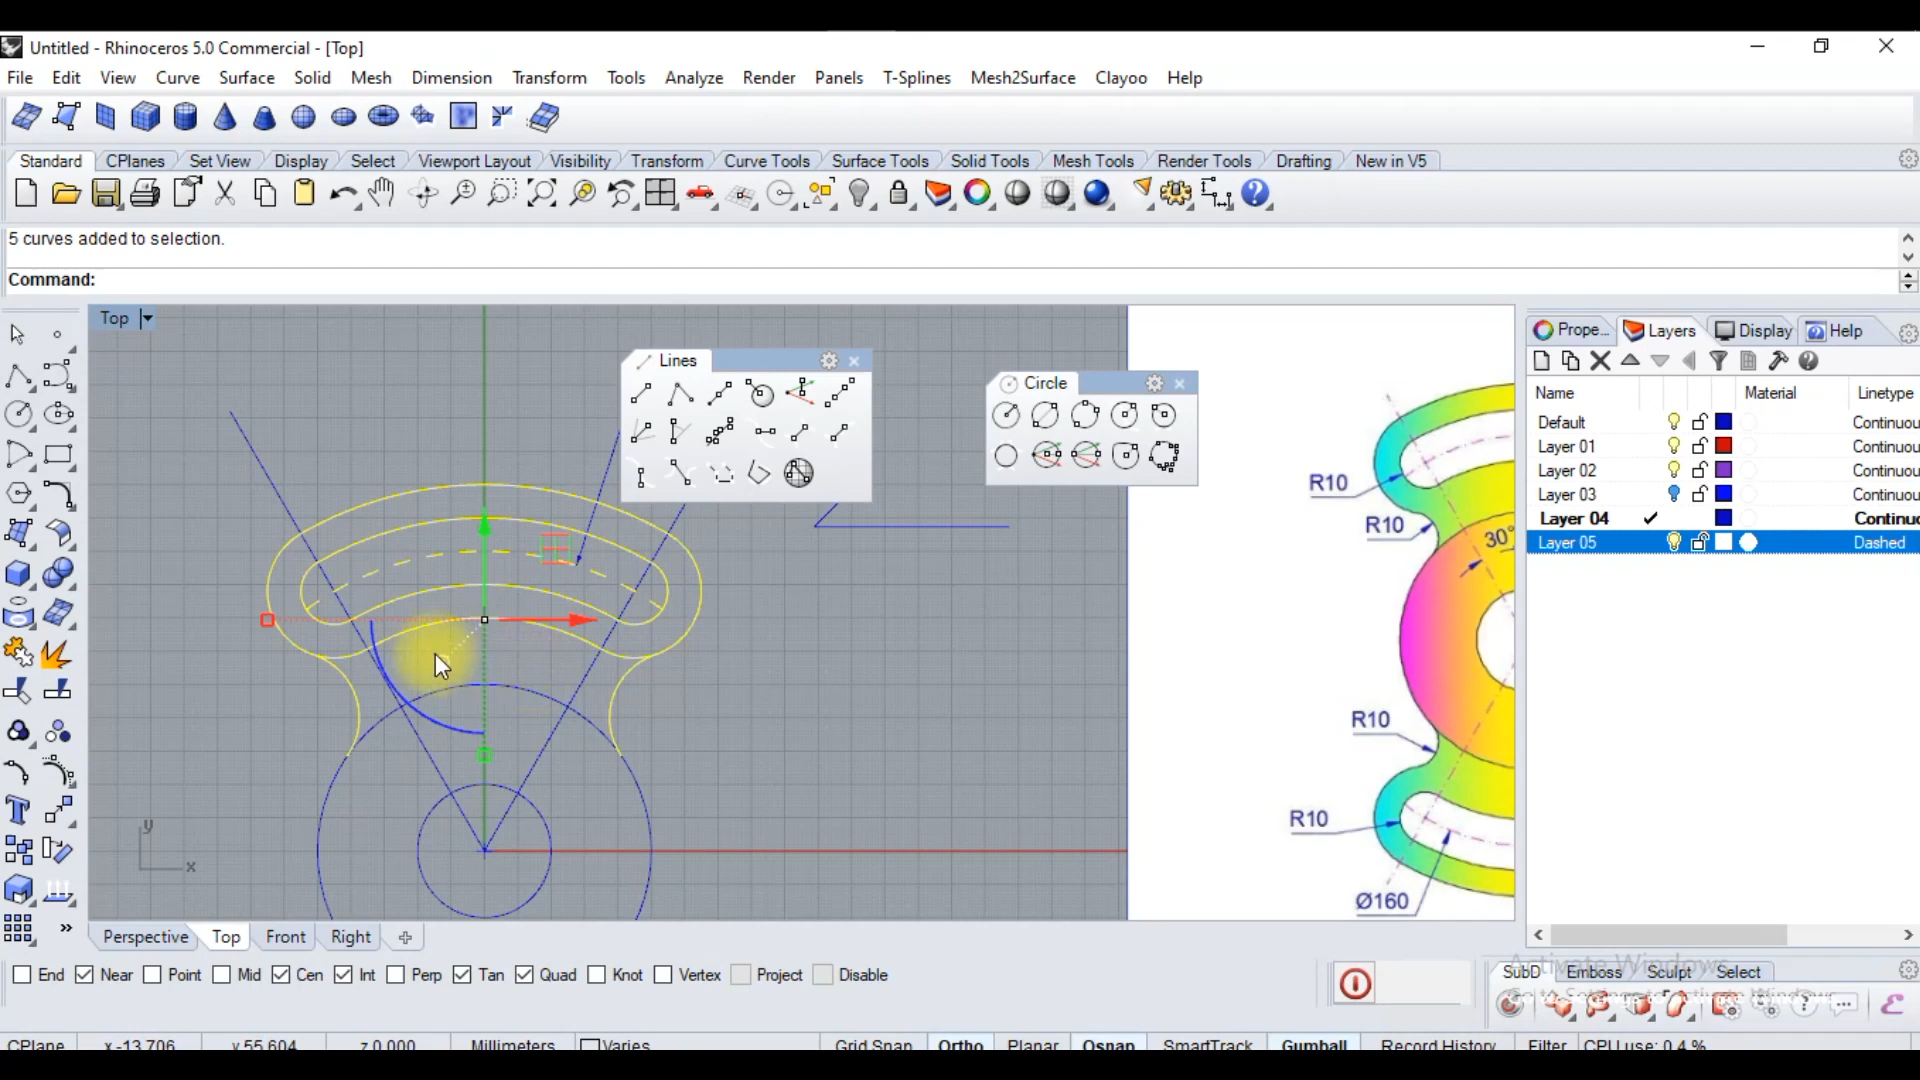 Untitled - Rhinoceros 5.0 Commercial - [Top]
File Edit View Curve Surface Solid Mesh Dimension Transform Tools Analyze Render Panels T-Splines Mesh2Surface Clayoo Help
Standard CPlanes Set View Display Select Viewport Layout Visibility Transform Curve Tools Surface Tools Solid Tools Mesh Tools Render Tools Drafting New in V5
5 curves added to selection.
Command:
Top
Lines
Circle
Prope... Layers Display Help
Name Material Linetype
Default Continuou
Layer 01 Continuou
Layer 02 Continuou
Layer 03 Continuou
Layer 04 Continuo
Layer 05 Dashed
R10
R10
30°
R10
R10
Ø160
y
x
Perspective Top Front Right
End Near Point Mid Cen Int Perp Tan Quad Knot Vertex Project Disable
Activate Windows
SubD Emboss Sculpt Select
CPlane x -13.706 y 55.604 z 0.000 Millimeters Varies Grid Snap Ortho Planar Osnap SmartTrack Gumball Record History Filter CPU use: 0.4 %